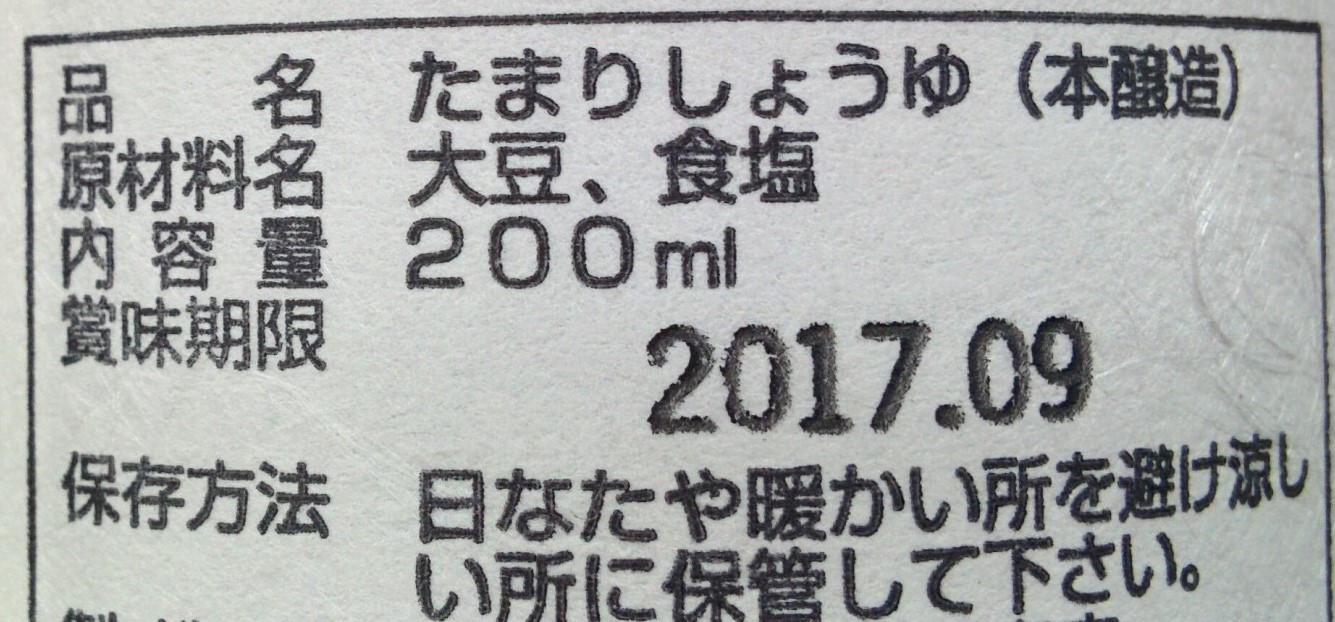 品名 たまりしょうゆ（本醸造）
原材料名 大豆、食塩
内容量 200ml
賞味期限 2017.09
保存方法 日なたや暖かい所を避け涼し
い所に保管して下さい。